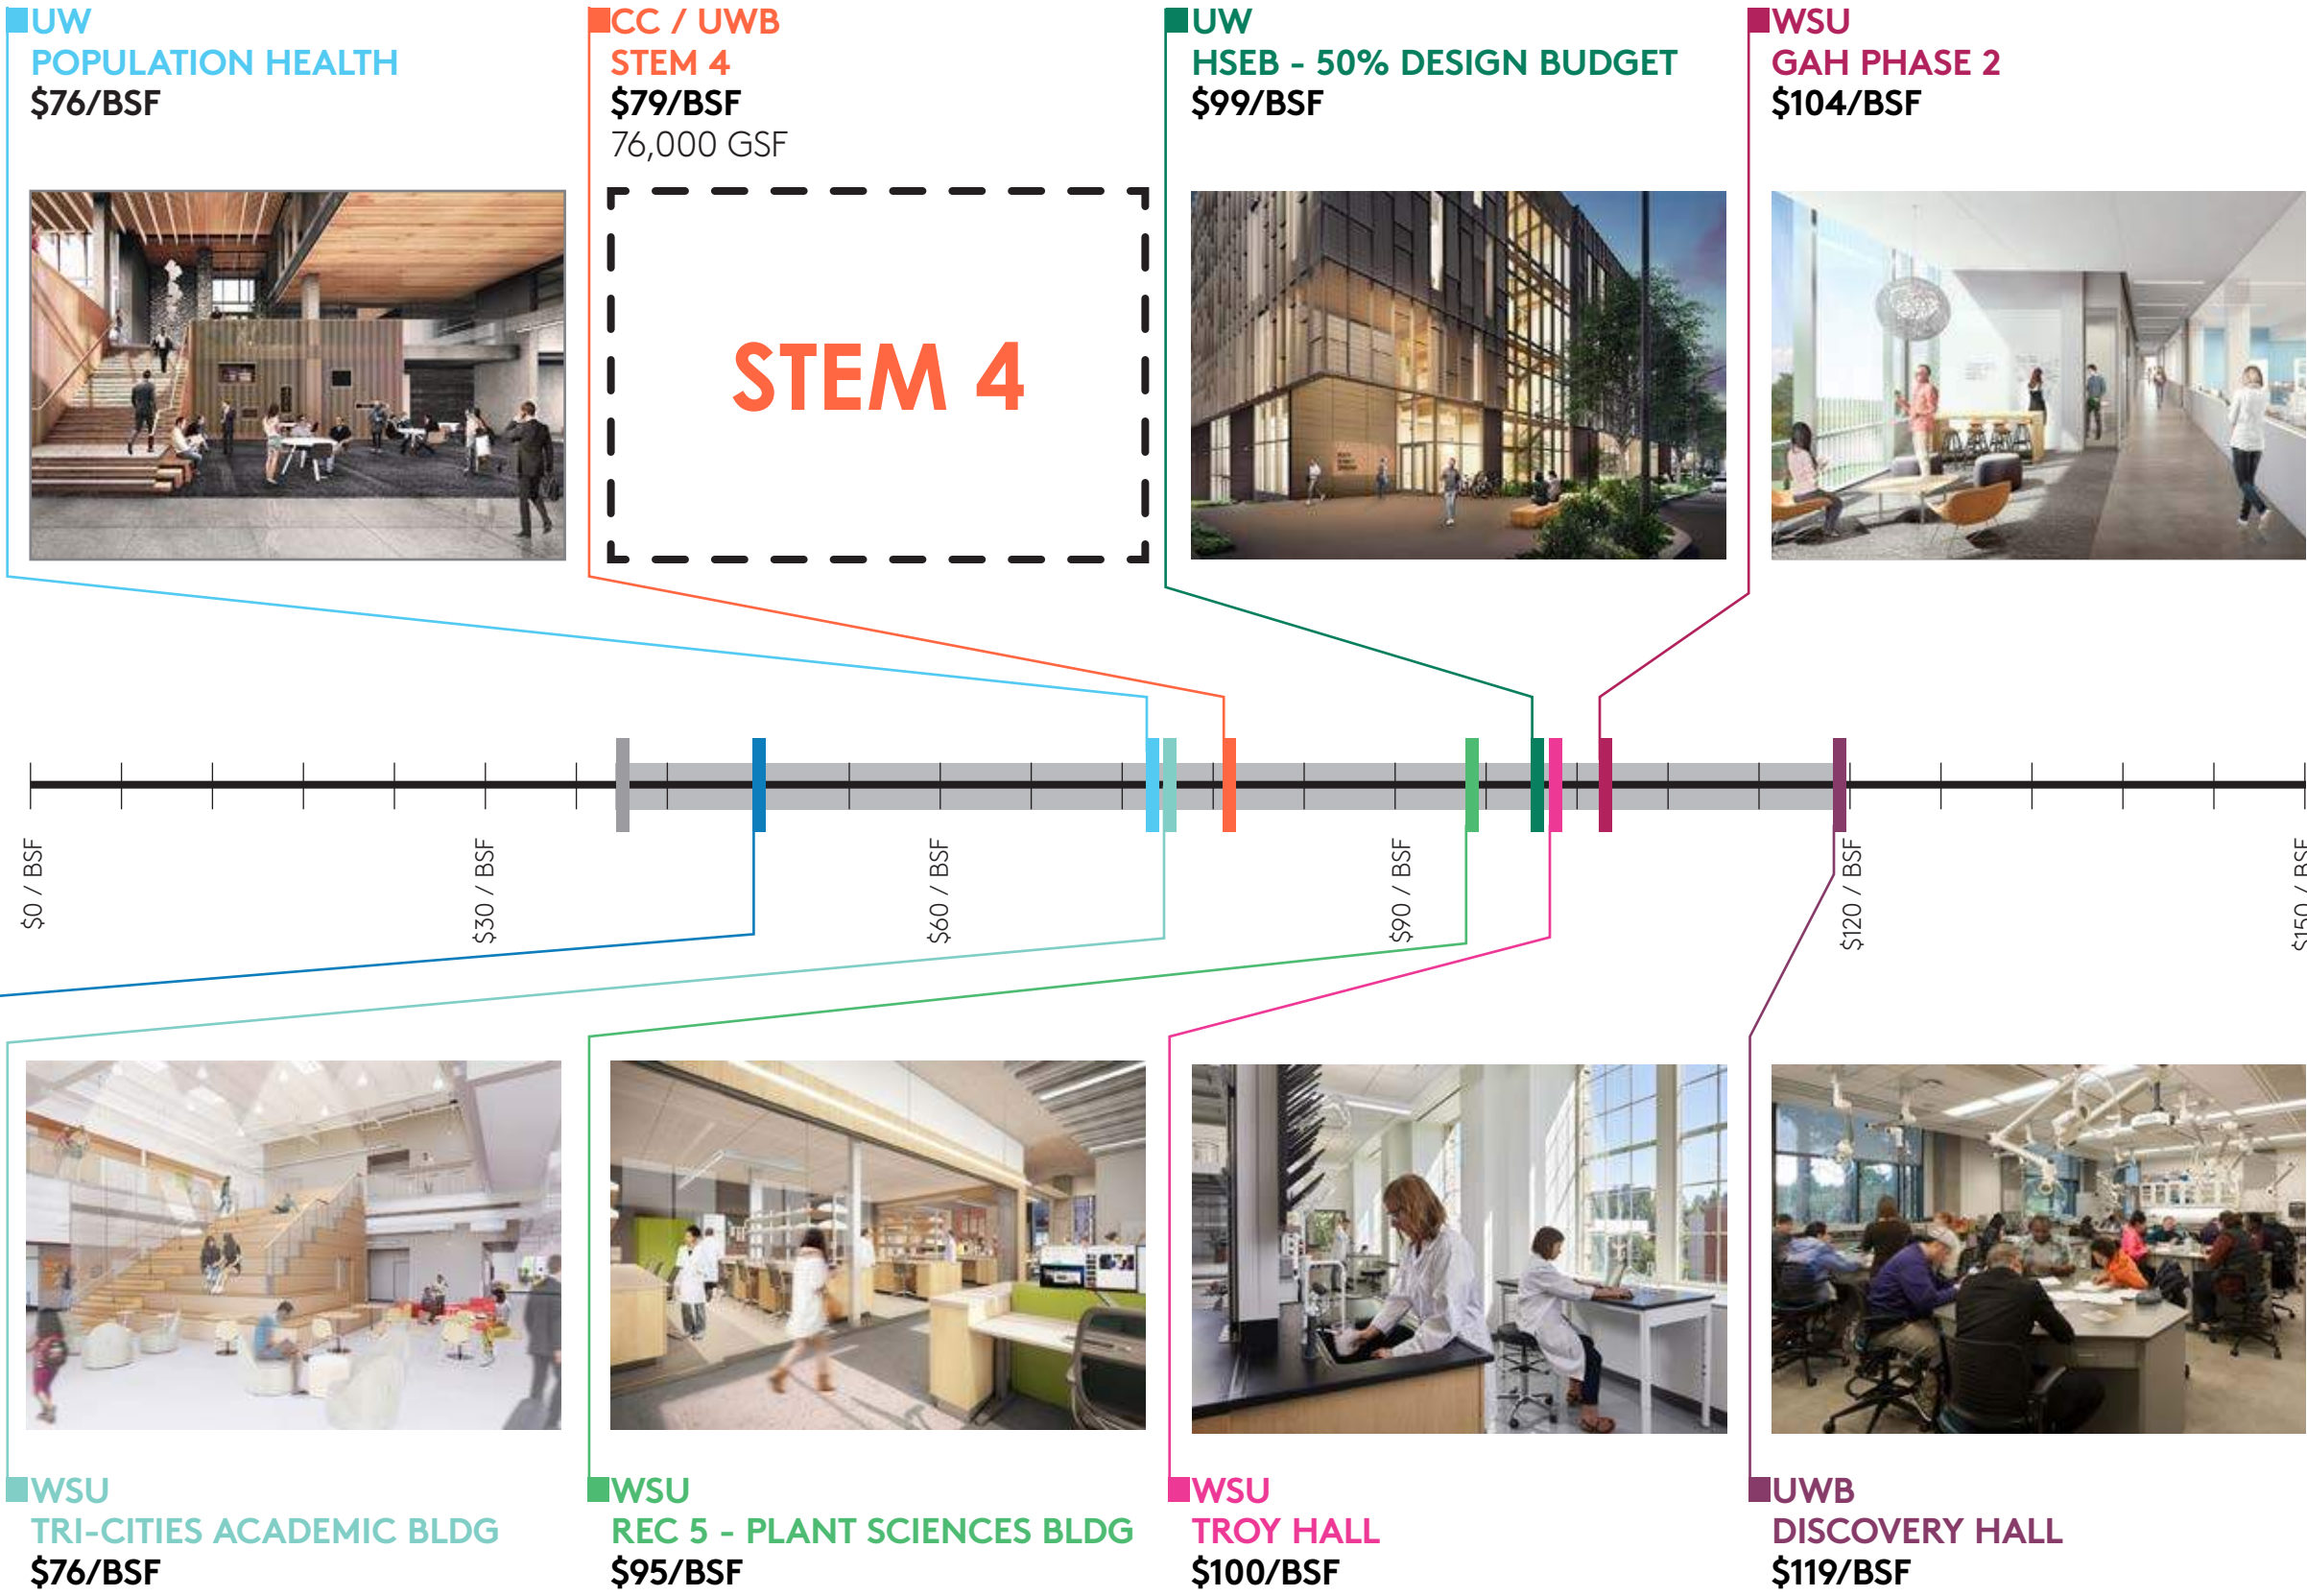 UW
POPULATION HEALTH
$76/BSF
CC / UWB
STEM 4
$79/BSF
76,000 GSF
STEM 4
UW
HSEB - 50% DESIGN BUDGET
$99/BSF
WSU
GAH PHASE 2
$104/BSF
$0 / BSF
$30 / BSF
$60 / BSF
$90 / BSF
$120 / BSF
$150 / BSF
WSU
TRI-CITIES ACADEMIC BLDG
$76/BSF
WSU
REC 5 - PLANT SCIENCES BLDG
$95/BSF
WSU
TROY HALL
$100/BSF
UWB
DISCOVERY HALL
$119/BSF